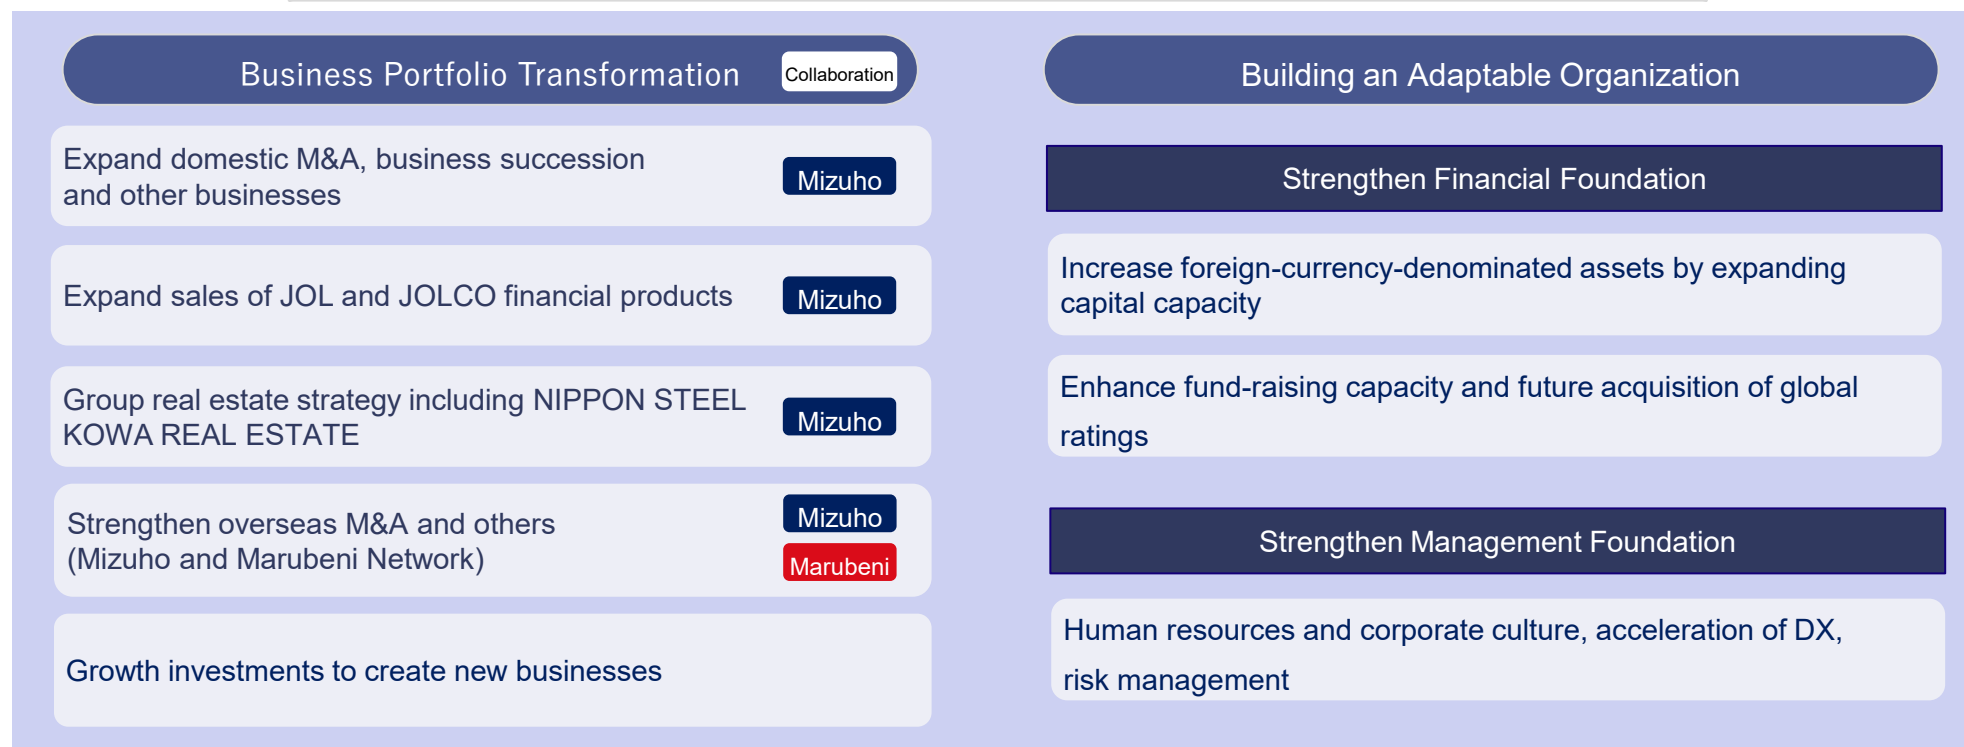 Business Portfolio Transformation
Collaboration
Expand domestic M&A, business succession
and other businesses
Mizuho
Expand sales of JOL and JOLCO financial products
Mizuho
Group real estate strategy including NIPPON STEEL
KOWA REAL ESTATE
Mizuho
Strengthen overseas M&A and others
(Mizuho and Marubeni Network)
Mizuho
Marubeni
Growth investments to create new businesses
Building an Adaptable Organization
Strengthen Financial Foundation
Increase foreign-currency-denominated assets by expanding
capital capacity
Enhance fund-raising capacity and future acquisition of global
ratings
Strengthen Management Foundation
Human resources and corporate culture, acceleration of DX,
risk management